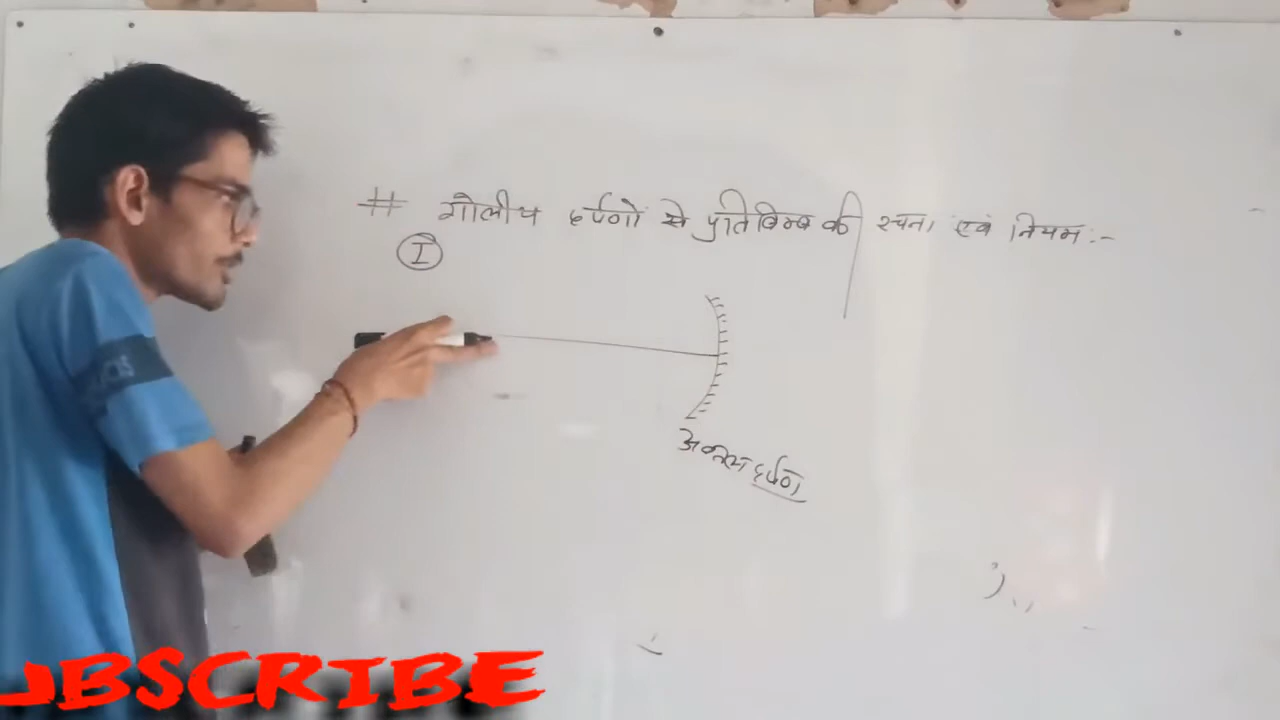 # गोलीय दर्पणों से प्रतिबिम्ब की रचना एवं नियम :-
I
अवतल दर्पण
JBSCRIBE